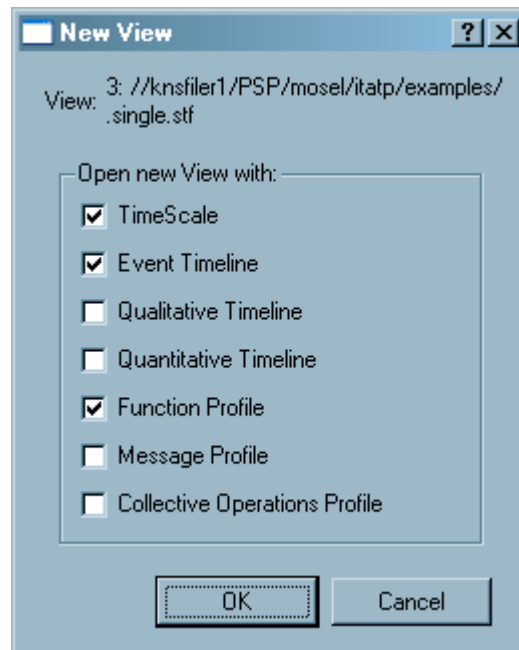 New View
View: 3: //knsfiler1/PSP/mosel/itatp/examples/
.single.stf
Open new View with:
TimeScale
Event Timeline
Qualitative Timeline
Quantitative Timeline
Function Profile
Message Profile
Collective Operations Profile
OK
Cancel